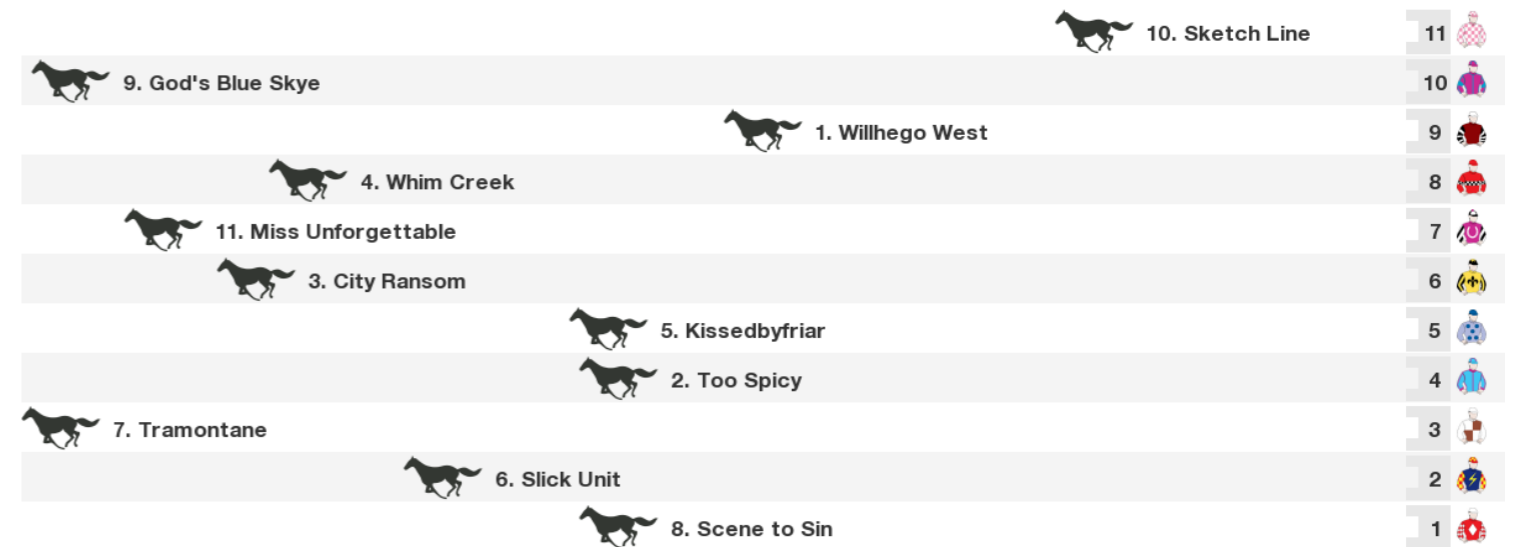 10. Sketch Line 11
9. God's Blue Skye 10
1. Willhego West 9
4. Whim Creek 8
11. Miss Unforgettable 7
3. City Ransom 6
5. Kissedbyfriar 5
2. Too Spicy 4
7. Tramontane 3
6. Slick Unit 2
8. Scene to Sin 1